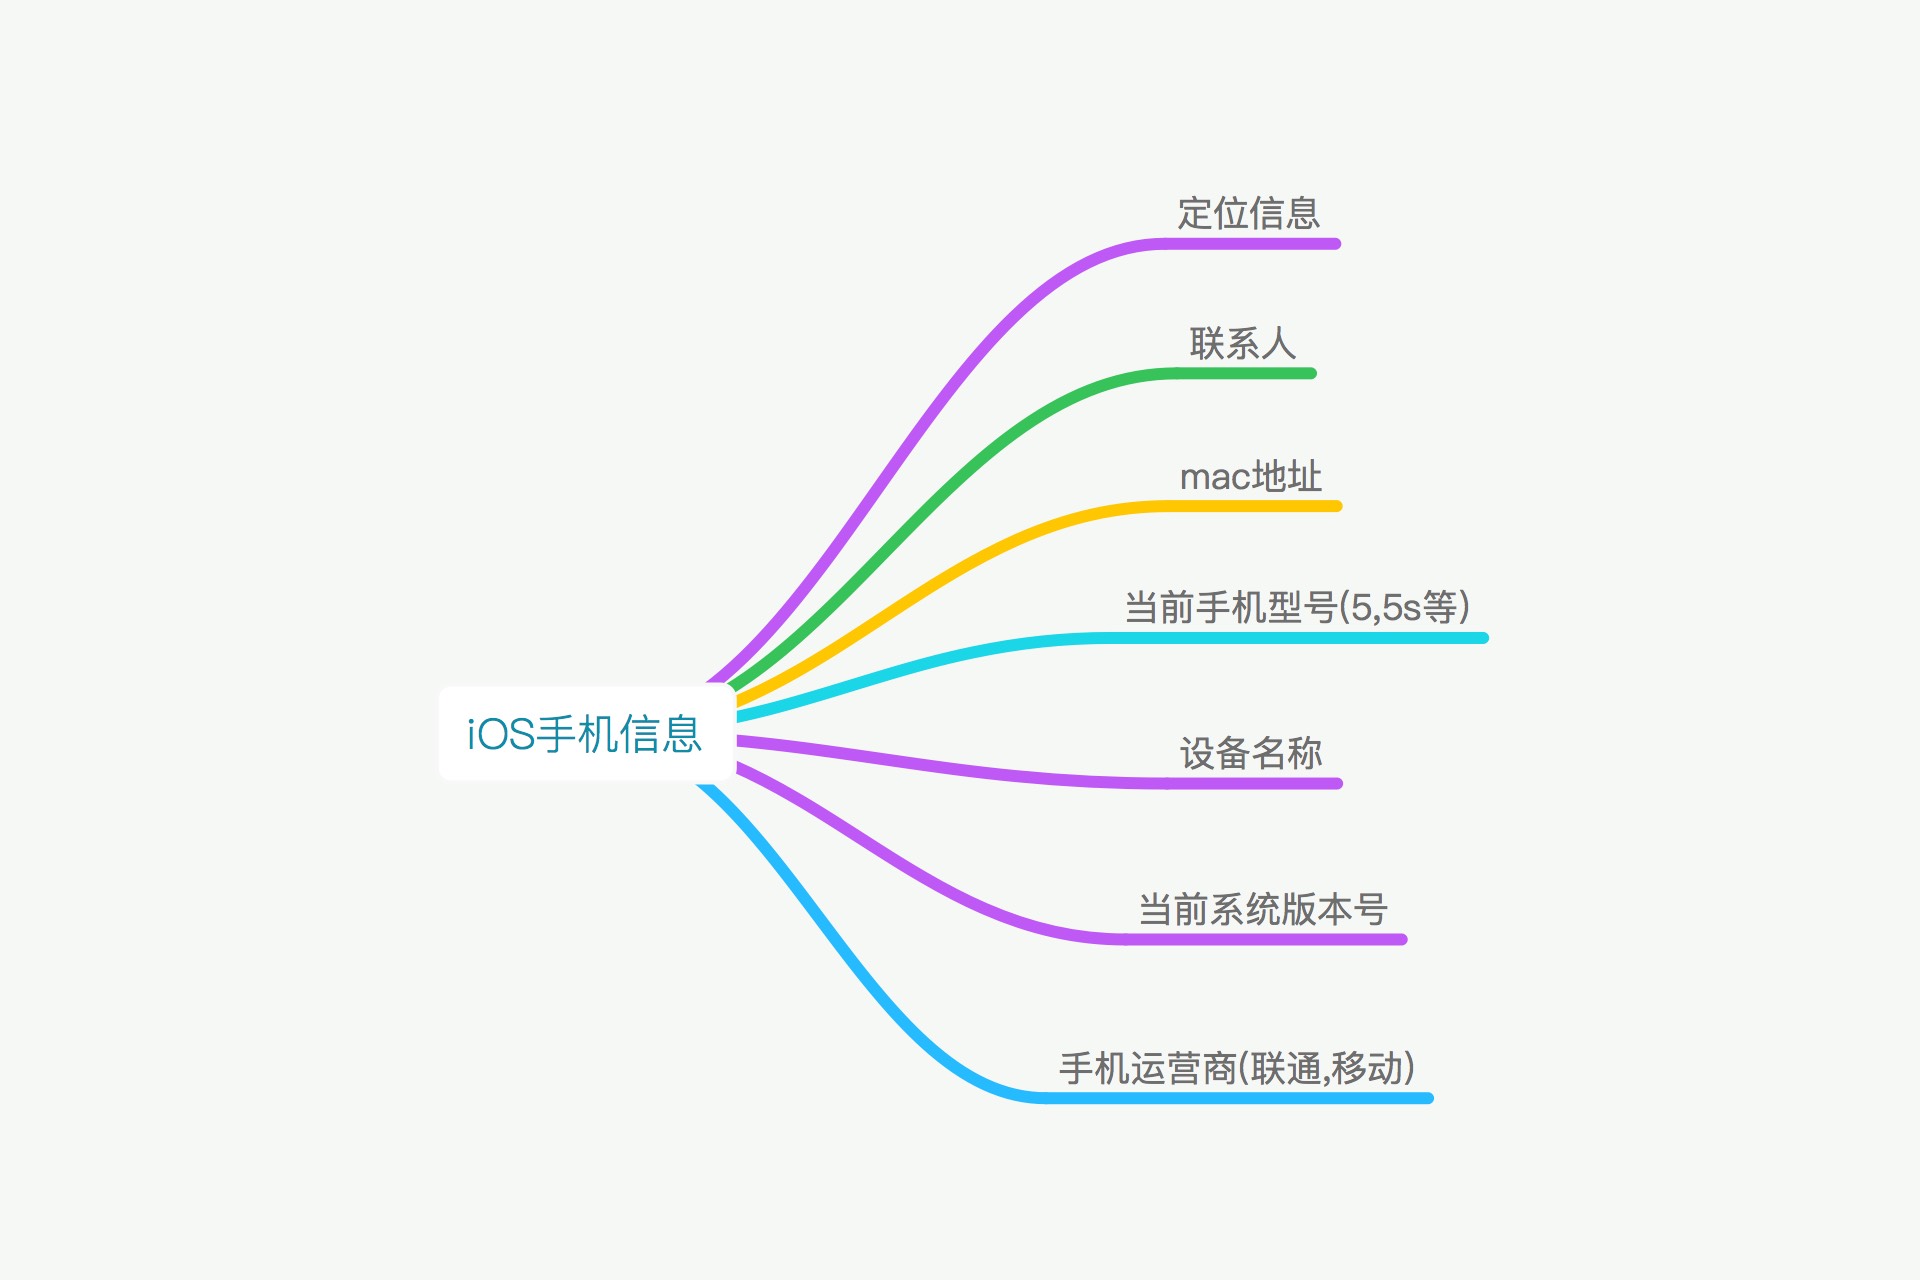 iOS手机信息
定位信息
联系人
mac地址
当前手机型号(5,5s等)
设备名称
当前系统版本号
手机运营商(联通,移动)